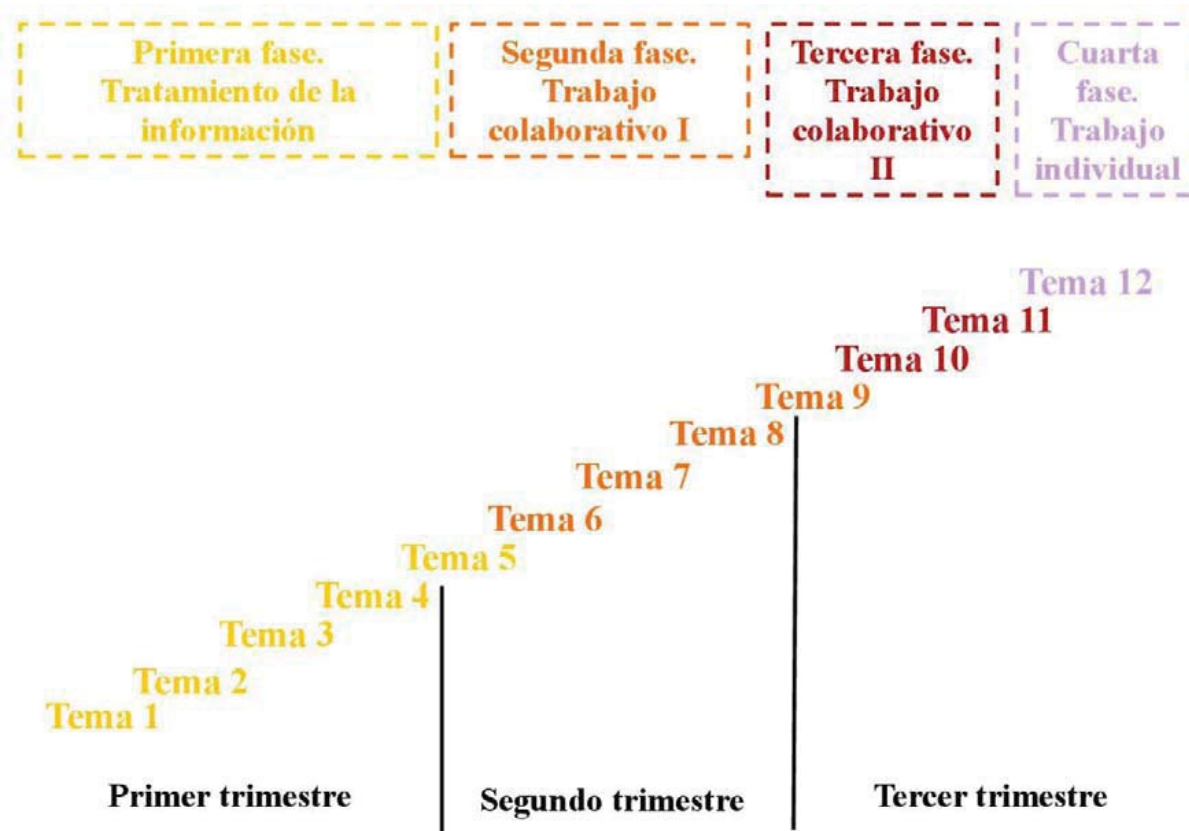 Primera fase.
Tratamiento de la
información
Segunda fase.
Trabajo
colaborativo I
Tercera fase.
Trabajo
colaborativo
II
Cuarta
fase.
Trabajo
individual
Tema 12
Tema 11
Tema 10
Tema 9
Tema 8
Tema 7
Tema 6
Tema 5
Tema 4
Tema 3
Tema 2
Tema 1
Primer trimestre
Segundo trimestre
Tercer trimestre